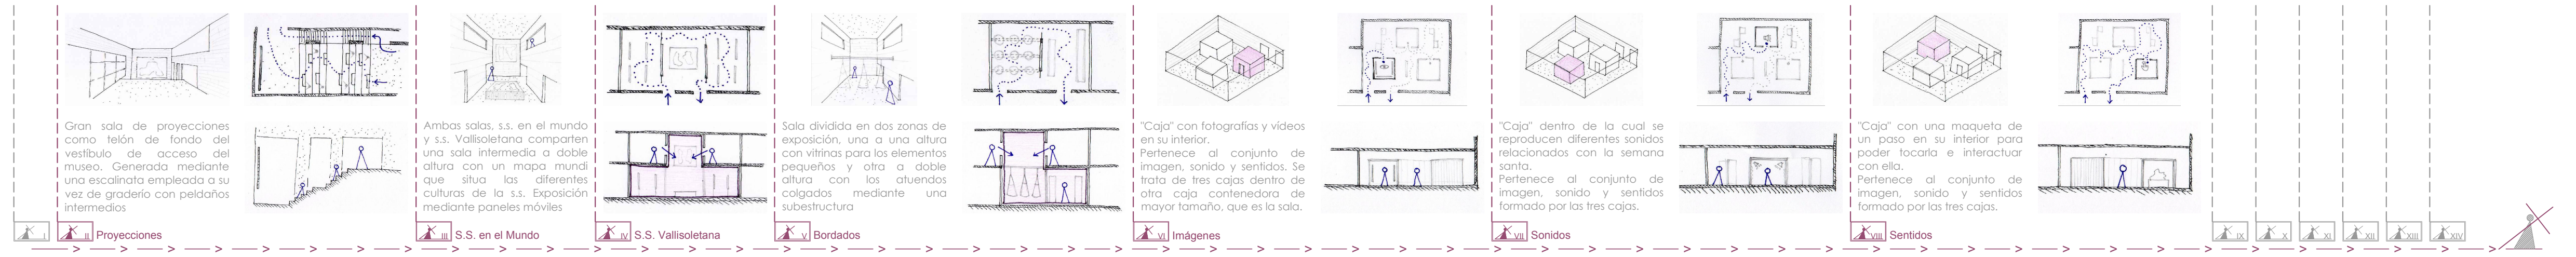 Gran sala de proyecciones
como telón de fondo del
vestíbulo de acceso del
museo. Generada mediante
una escalinata empleada a su
vez de graderío con peldaños
intermedios
I
II Proyecciones
Ambas salas, s.s. en el mundo
y s.s. Vallisoletana comparten
una sala intermedia a doble
altura con un mapa mundi
que situa las diferentes
culturas de la s.s. Exposición
mediante paneles móviles
III S.S. en el Mundo
IV S.S. Vallisoletana
Sala dividida en dos zonas de
exposición, una a una altura
con vitrinas para los elementos
pequeños y otra a doble
altura con los atuendos
colgados mediante una
subestructura
V Bordados
"Caja" con fotografías y vídeos
en su interior.
Pertenece al conjunto de
imagen, sonido y sentidos. Se
trata de tres cajas dentro de
otra caja contenedora de
mayor tamaño, que es la sala.
VI Imágenes
"Caja" dentro de la cual se
reproducen diferentes sonidos
relacionados con la semana
santa.
Pertenece al conjunto de
imagen, sonido y sentidos
formado por las tres cajas.
VII Sonidos
"Caja" con una maqueta de
un paso en su interior para
poder tocarla e interactuar
con ella.
Pertenece al conjunto de
imagen, sonido y sentidos
formado por las tres cajas.
VIII Sentidos
IX
X
XI
XII
XIII
XIV